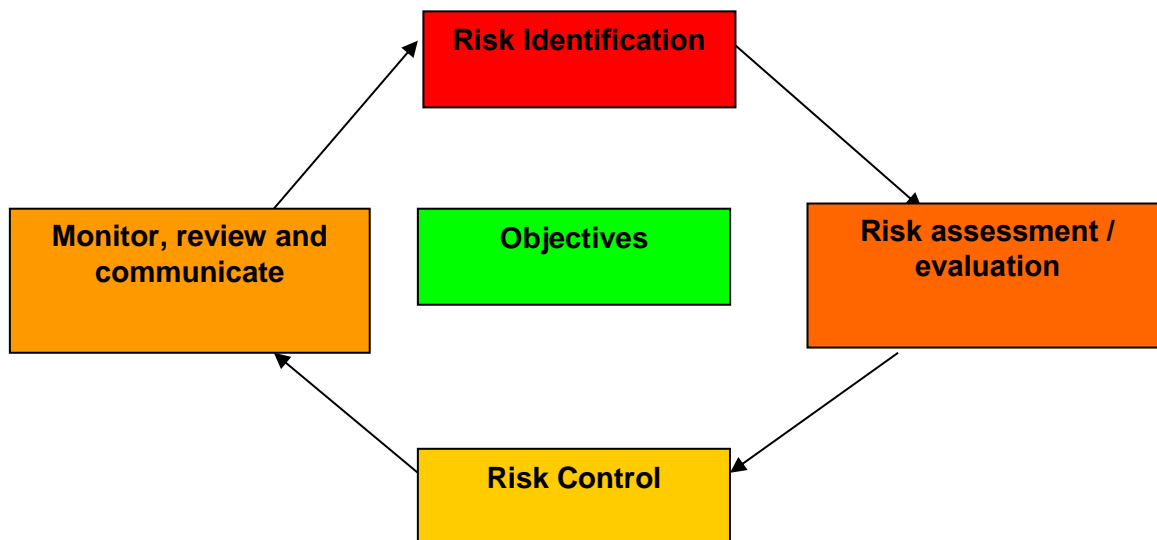 Risk Identification
Monitor, review and
communicate
Objectives
Risk assessment /
evaluation
Risk Control